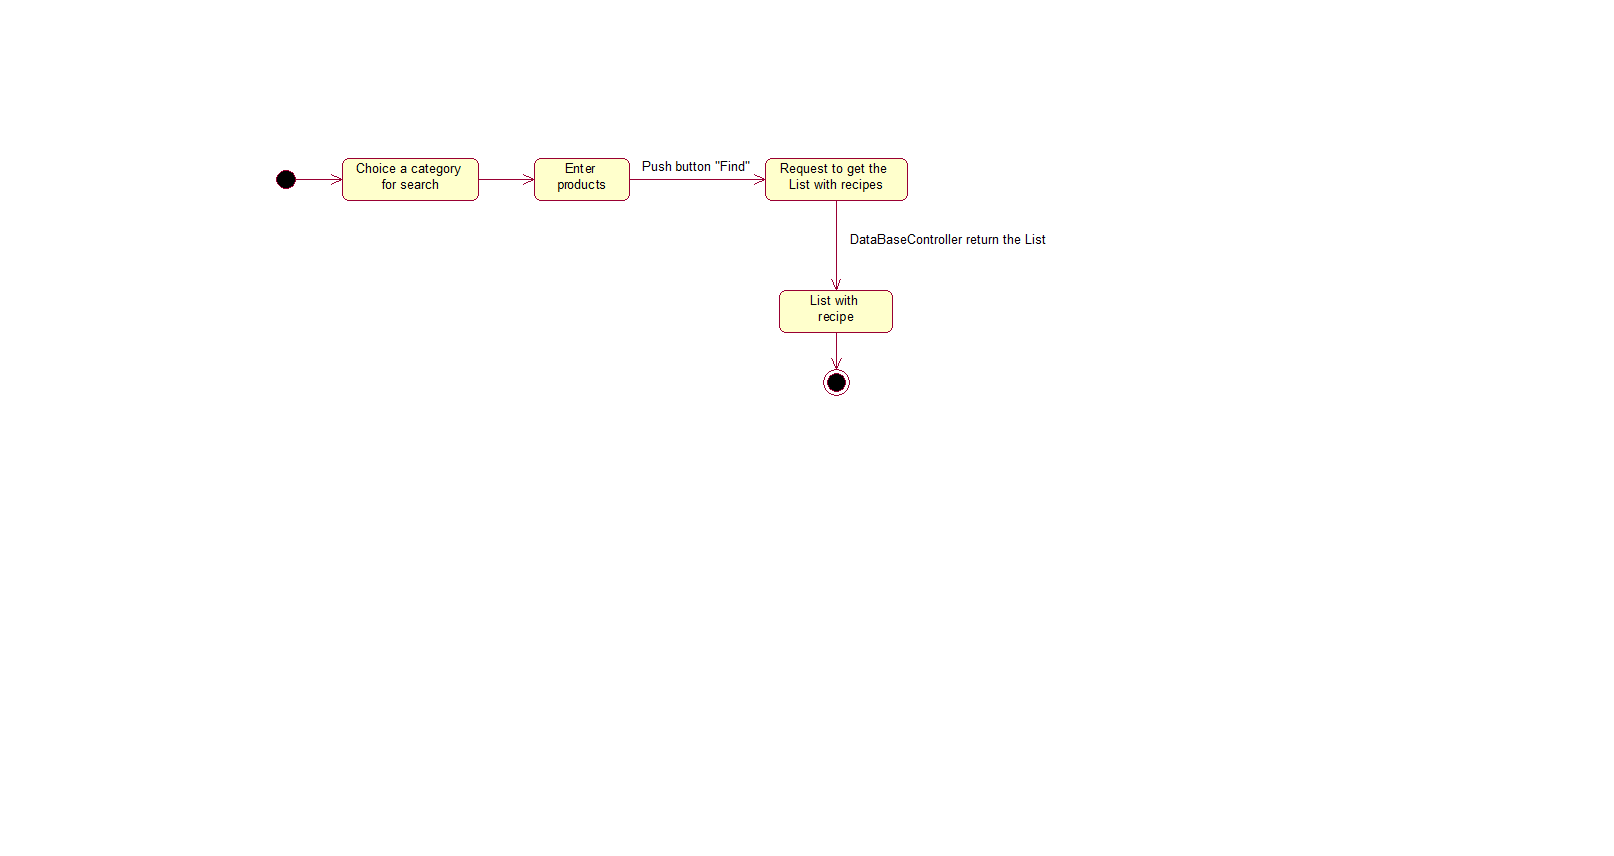 Choice a category
for search
Enter
products
Push button "Find"
Request to get the
List with recipes
DataBaseController return the List
List with
recipe